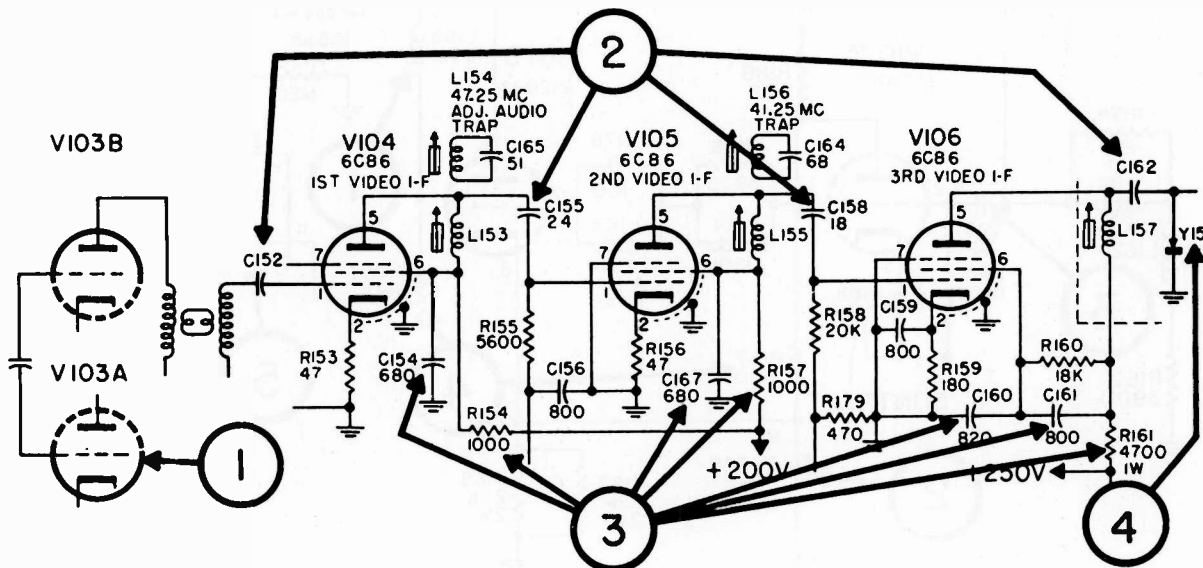 2
L154
47.25 MC
ADJ. AUDIO
TRAP
C165
51
L156
41.25 MC
TRAP
C164
68
V103B
V104
6C86
1ST VIDEO I-F
V105
6C86
2ND VIDEO I-F
V106
6C86
3RD VIDEO I-F
C162
C152
7
1
5
6
2
L153
C155
24
7
1
5
6
2
L155
C158
18
7
1
5
6
2
L157
Y15
R153
47
C154
680
R155
5600
C156
800
R156
47
C167
680
R157
1000
R158
20K
C159
800
R159
180
R160
18K
V103A
R154
1000
R179
470
C160
820
C161
800
R161
4700
1W
+200V
+250V
1
3
4